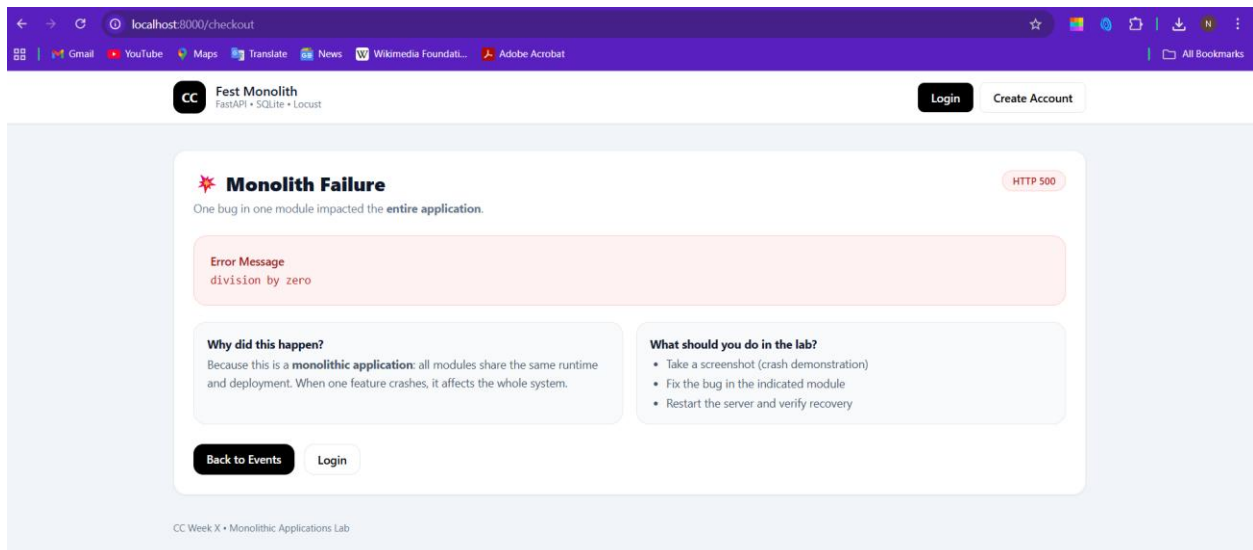 localhost:8000/checkout
N
Gmail YouTube Maps Translate News Wikimedia Foundati... Adobe Acrobat All Bookmarks
CC Fest Monolith Login Create Account
FastAPI • SQLite • Locust
Monolith Failure HTTP 500
One bug in one module impacted the entire application.
Error Message
division by zero
Why did this happen?
Because this is a monolithic application: all modules share the same runtime
and deployment. When one feature crashes, it affects the whole system.
What should you do in the lab?
• Take a screenshot (crash demonstration)
• Fix the bug in the indicated module
• Restart the server and verify recovery
Back to Events Login
CC Week X • Monolithic Applications Lab